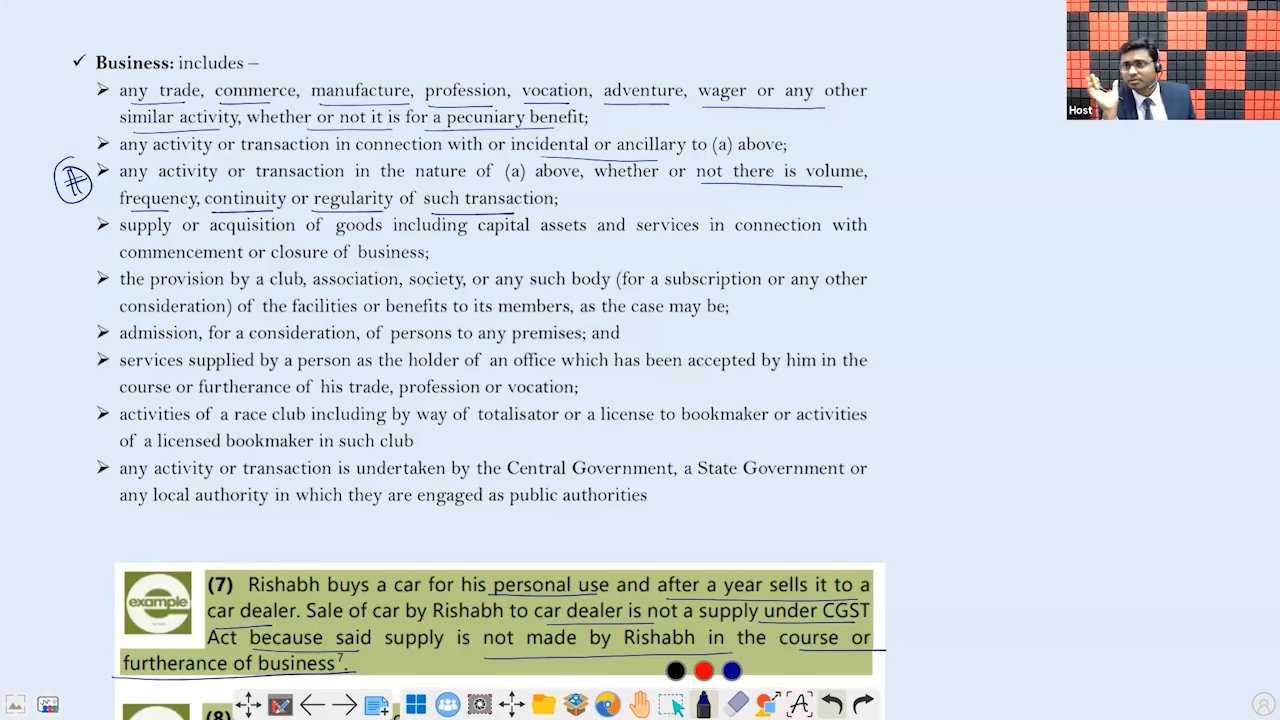 ✓ Business: includes –
➤ any trade, commerce, manufacture, profession, vocation, adventure, wager or any other
similar activity, whether or not it is for a pecuniary benefit;
➤ any activity or transaction in connection with or incidental or ancillary to (a) above;
➤ any activity or transaction in the nature of (a) above, whether or not there is volume,
frequency, continuity or regularity of such transaction;
➤ supply or acquisition of goods including capital assets and services in connection with
commencement or closure of business;
➤ the provision by a club, association, society, or any such body (for a subscription or any other
consideration) of the facilities or benefits to its members, as the case may be;
➤ admission, for a consideration, of persons to any premises; and
➤ services supplied by a person as the holder of an office which has been accepted by him in the
course or furtherance of his trade, profession or vocation;
➤ activities of a race club including by way of totalisator or a license to bookmaker or activities
of a licensed bookmaker in such club
➤ any activity or transaction is undertaken by the Central Government, a State Government or
any local authority in which they are engaged as public authorities
Host
example
(7) Rishabh buys a car for his personal use and after a year sells it to a
car dealer. Sale of car by Rishabh to car dealer is not a supply under CGST
Act because said supply is not made by Rishabh in the course or
furtherance of business7.
(8)